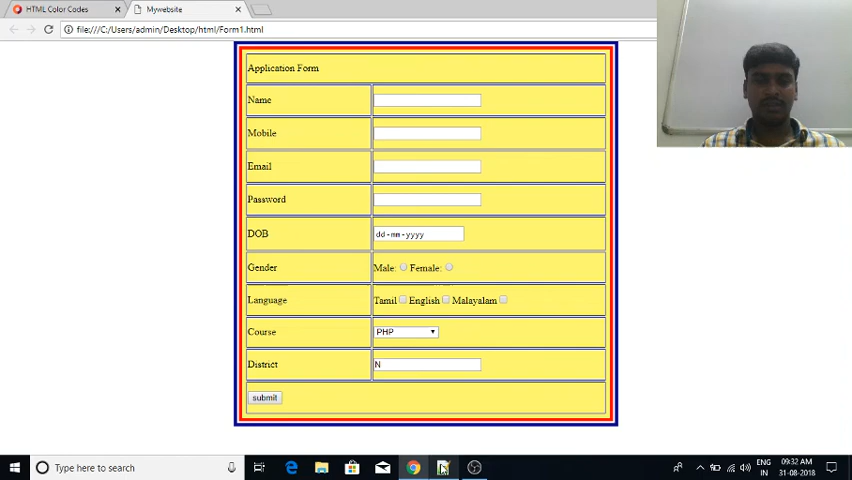 HTML Color Codes
Mywebsite
file:///C:/Users/admin/Desktop/html/Form1.html
Application Form
Name
Mobile
Email
Password
DOB dd-mm-yyyy
Gender Male: Female:
Language Tamil English Malayalam
Course PHP
District N
submit
Type here to search
ENG 09:32 AM
IN 31-08-2018